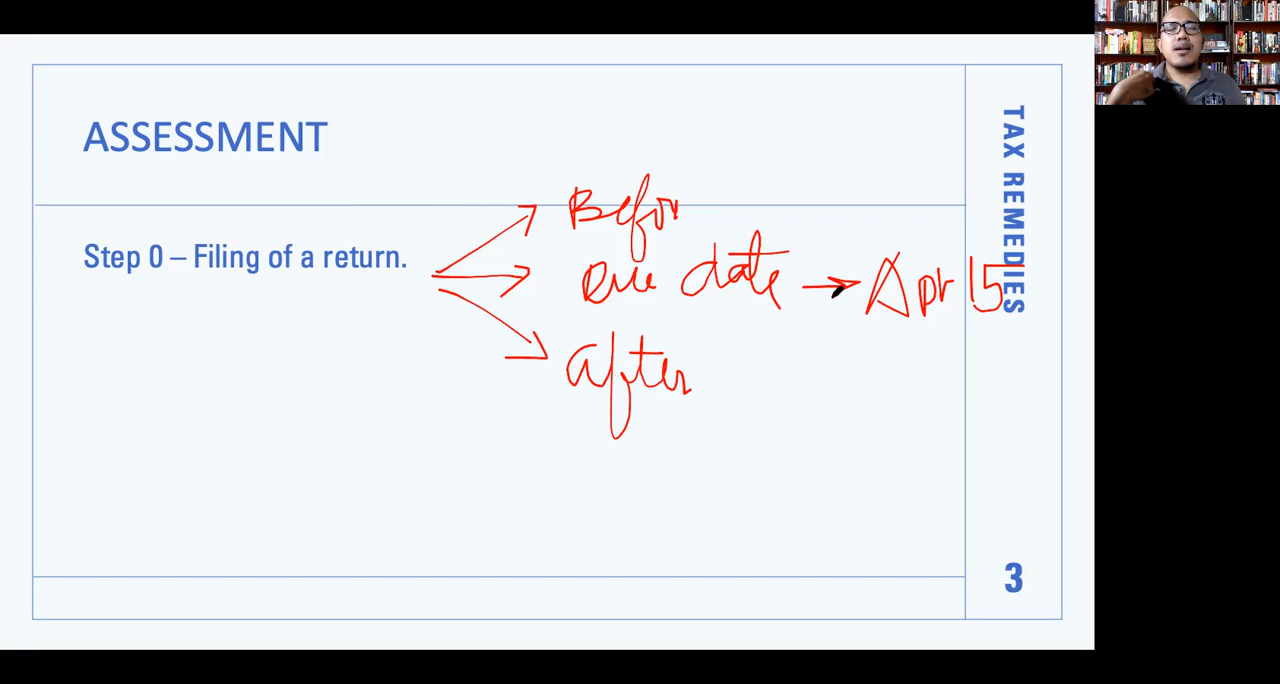 ASSESSMENT
TAX REMEDIES
Step 0 – Filing of a return.
Befor
Due date → Apr 15
after
3